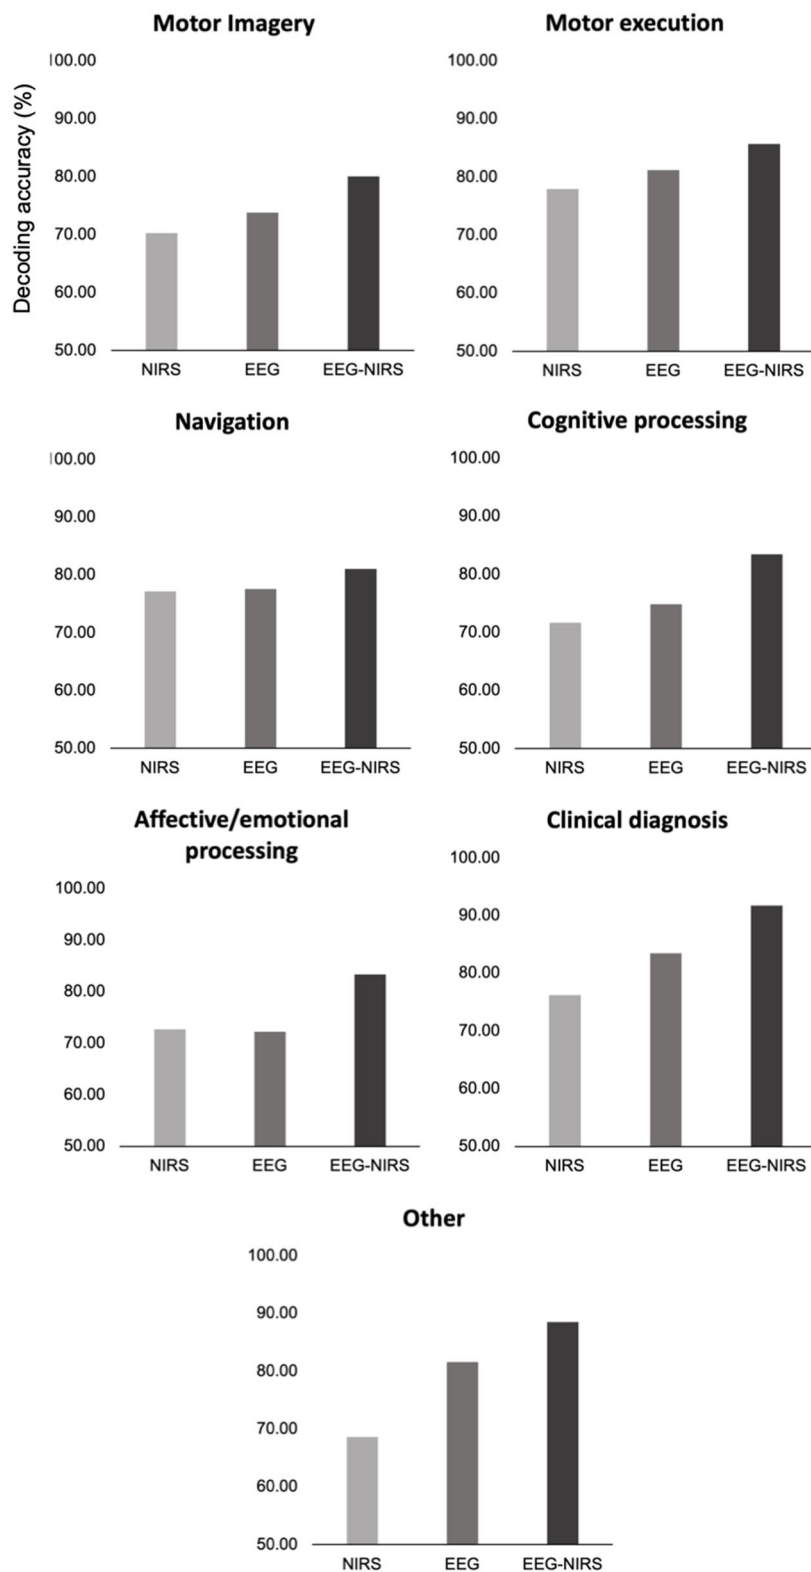 Motor Imagery
Decoding accuracy (%)
100.00
90.00
80.00
70.00
60.00
50.00
NIRS EEG EEG-NIRS
Motor execution
100.00
90.00
80.00
70.00
60.00
50.00
NIRS EEG EEG-NIRS
Navigation
100.00
90.00
80.00
70.00
60.00
50.00
NIRS EEG EEG-NIRS
Cognitive processing
100.00
90.00
80.00
70.00
60.00
50.00
NIRS EEG EEG-NIRS
Affective/emotional
processing
100.00
90.00
80.00
70.00
60.00
50.00
NIRS EEG EEG-NIRS
Clinical diagnosis
100.00
90.00
80.00
70.00
60.00
50.00
NIRS EEG EEG-NIRS
Other
100.00
90.00
80.00
70.00
60.00
50.00
NIRS EEG EEG-NIRS